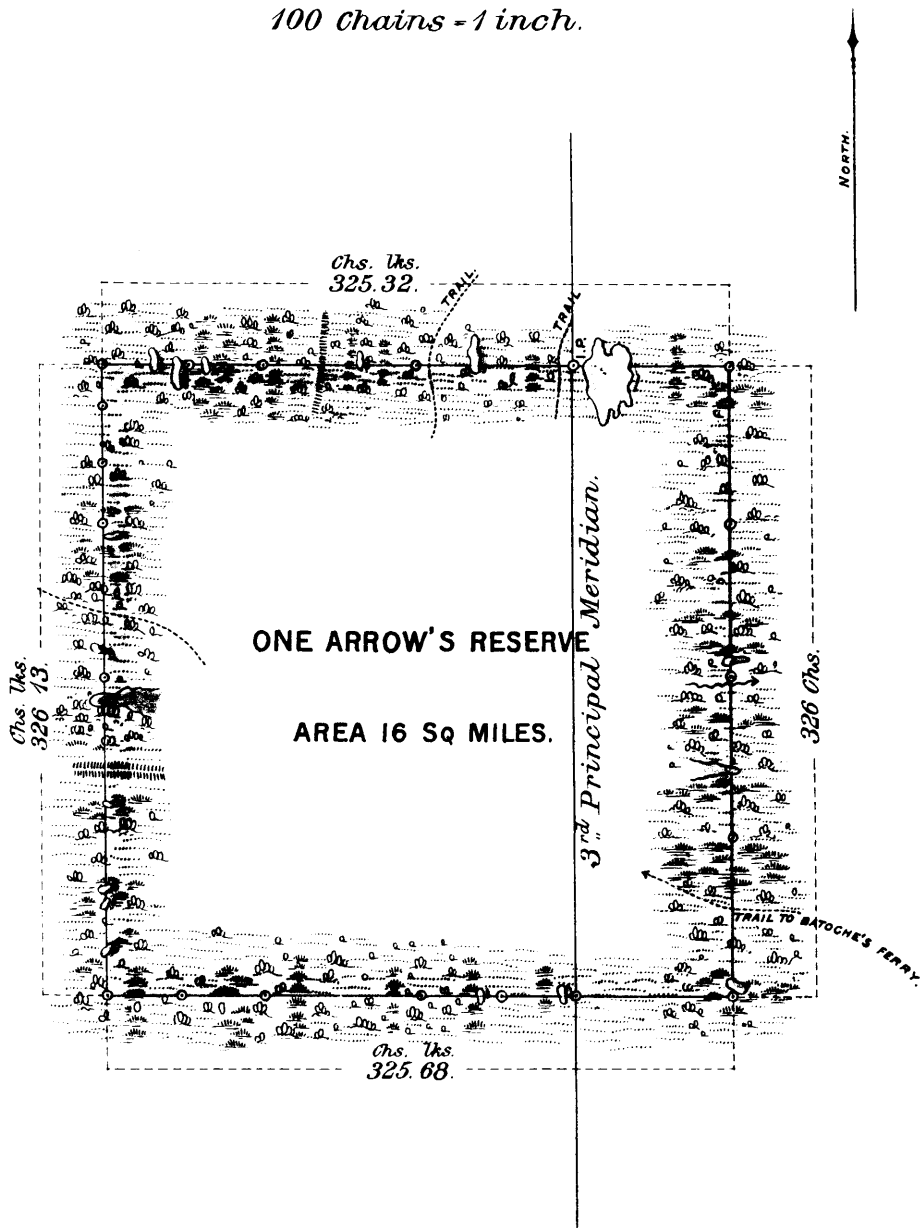 100 Chains = 1 inch.
NORTH.
Chs. lks.
325.32.
TRAIL.
TRAIL
I.P.
ONE ARROW'S RESERVE
AREA 16 SQ MILES.
3rd Principal Meridian.
Chs. lks.
326 13.
326 Chs.
TRAIL TO BATOCHE'S FERRY.
Chs. lks.
325.68.